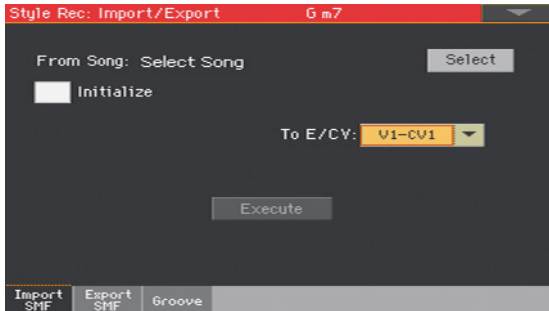 Style Rec: Import/Export G m7
From Song: Select Song Select
Initialize
To E/CV: V1-CV1
Execute
Import SMF Export SMF Groove